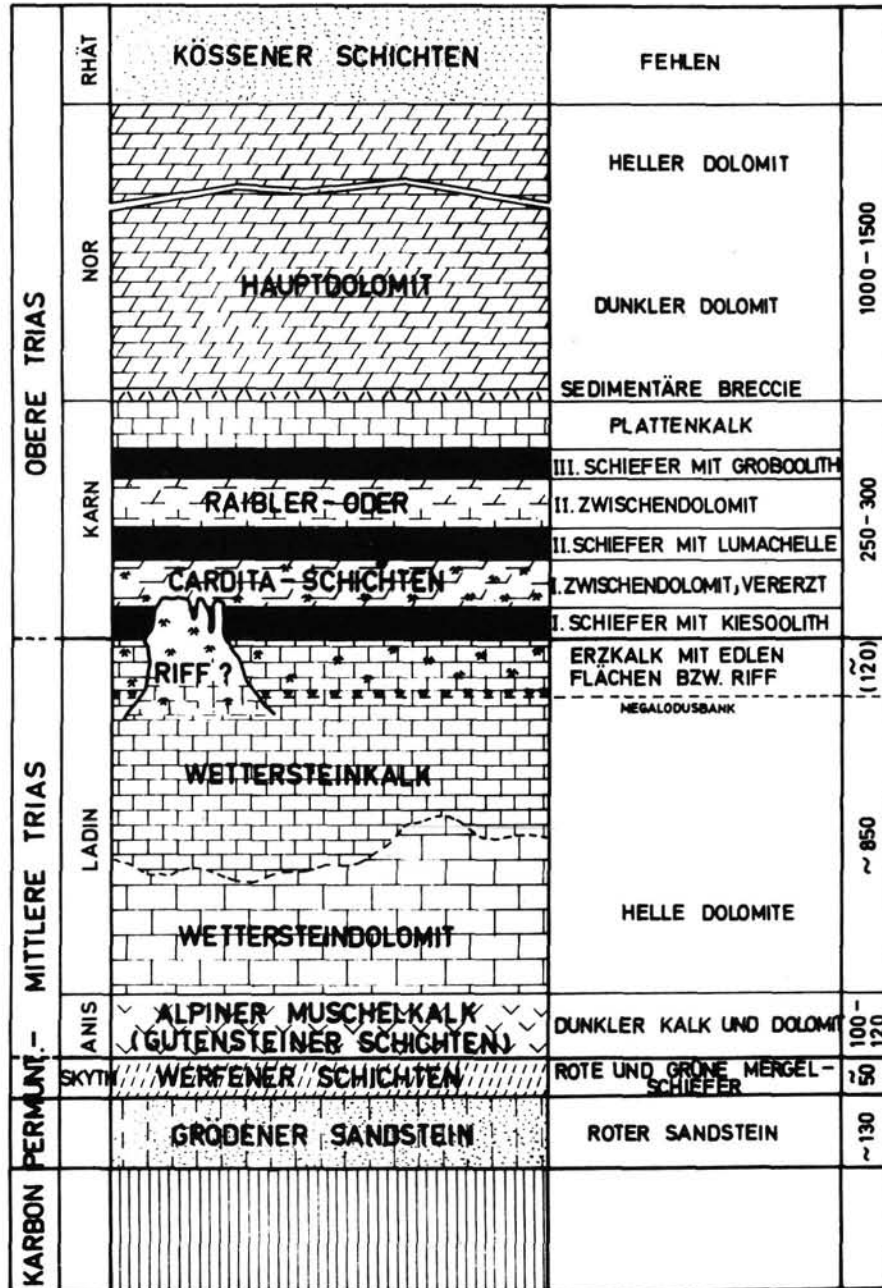 RHÄT
KÖSSENER SCHICHTEN
FEHLEN
OBERE TRIAS
NOR
HELLER DOLOMIT
HAUPTDOLOMIT
DUNKLER DOLOMIT
1000-1500
SEDIMENTÄRE BRECCIE
KARN
PLATTENKALK
III. SCHIEFER MIT GROBOOLITH
RAIBLER-ODER
II. ZWISCHENDOLOMIT
250-300
II. SCHIEFER MIT LUMACHELLE
CARDITA-SCHICHTEN
I. ZWISCHENDOLOMIT, VERERZT
I. SCHIEFER MIT KIESOOLITH
MITTLERE TRIAS
LADIN
RIFF ?
ERZKALK MIT EDLEN
FLÄCHEN BZW. RIFF
~
(120)
MEGALODUSBANK
WETTERSTEINKALK
~ 850
WETTERSTEINDOLOMIT
HELLE DOLOMITE
ANIS
ALPINER MUSCHELKALK
(GUTENSTEINER SCHICHTEN)
DUNKLER KALK UND DOLOMIT
100-
120
UNT.-
SKYTH
WERFENER SCHICHTEN
ROTE UND GRÜNE MERGEL-
SCHIEFER
~50
PERM
GRÖDENER SANDSTEIN
ROTER SANDSTEIN
~130
KARBON